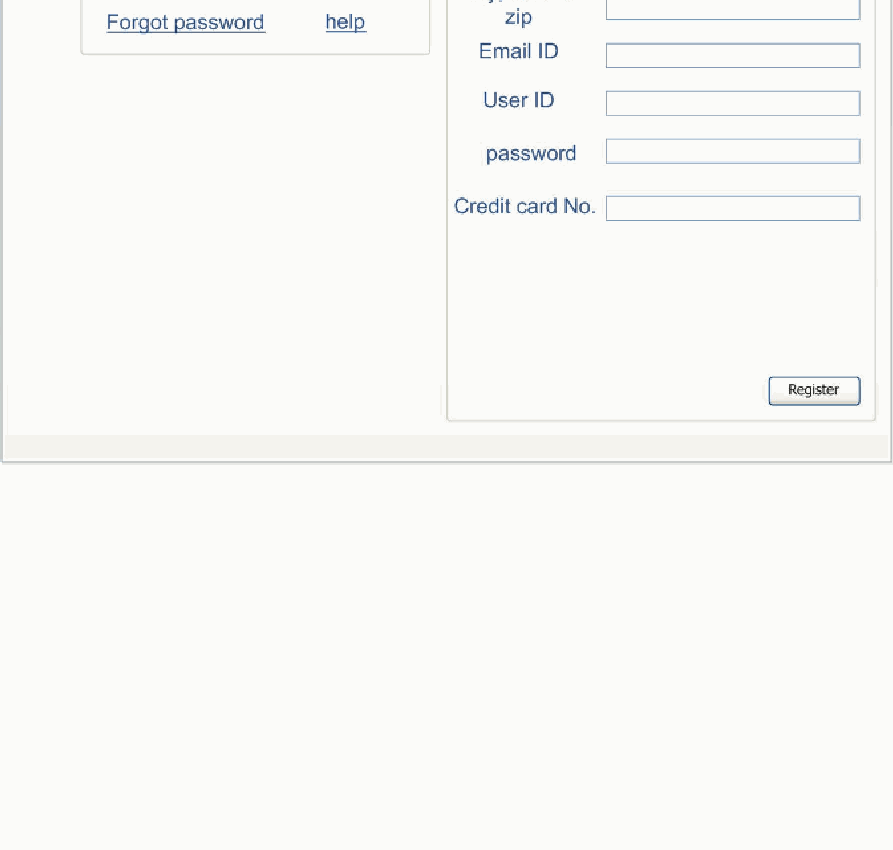 Forgot password
help
zip
Email ID
User ID
password
Credit card No.
Register